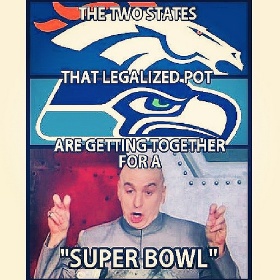 THE TWO STATES
THAT LEGALIZED POT
ARE GETTING TOGETHER
FOR A
"SUPER BOWL"